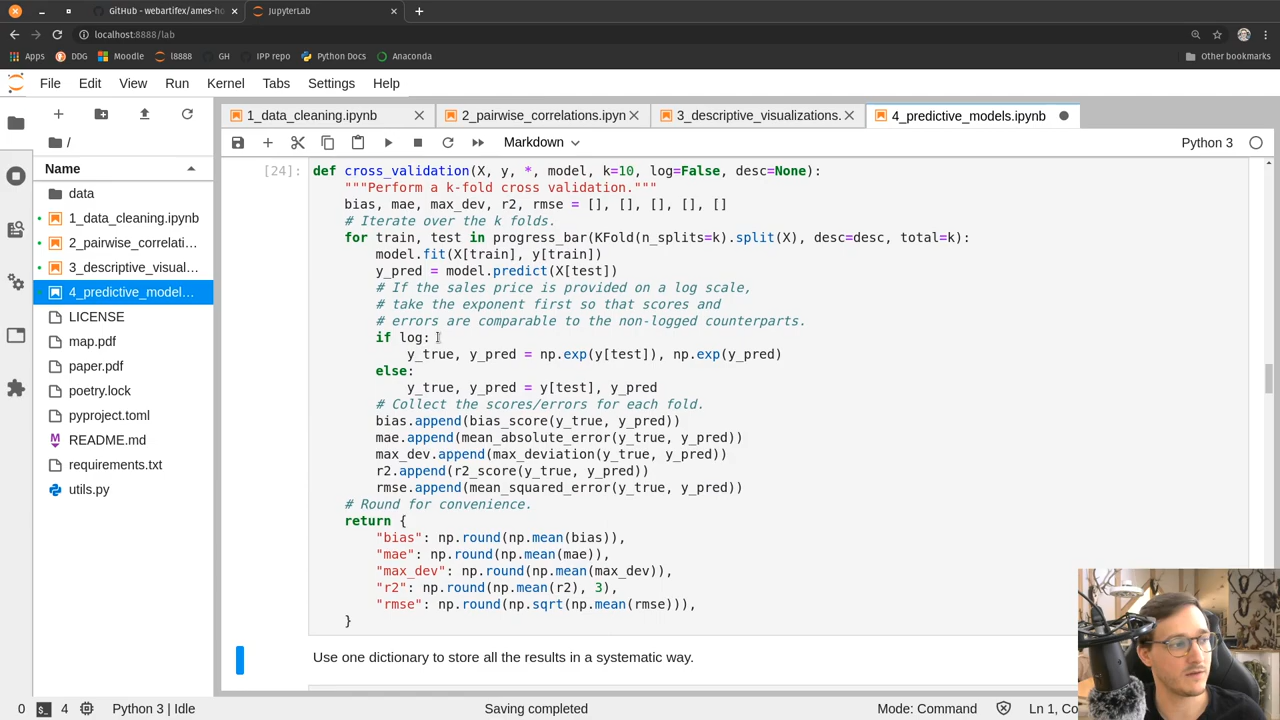 GitHub - webartifex/ames-ho
JupyterLab
localhost:8888/lab
Apps
DDG
Moodle
l8888
GH
IPP repo
Python Docs
Anaconda
Other bookmarks
File
Edit
View
Run
Kernel
Tabs
Settings
Help
1_data_cleaning.ipynb
2_pairwise_correlations.ipyn
3_descriptive_visualizations.
4_predictive_models.ipynb
/
Markdown
Python 3
Name
data
1_data_cleaning.ipynb
2_pairwise_correlati...
3_descriptive_visual...
4_predictive_model...
LICENSE
map.pdf
paper.pdf
poetry.lock
pyproject.toml
README.md
requirements.txt
utils.py
[24]:
def cross_validation(X, y, *, model, k=10, log=False, desc=None):
"""Perform a k-fold cross validation."""
bias, mae, max_dev, r2, rmse = [], [], [], [], []
# Iterate over the k folds.
for train, test in progress_bar(KFold(n_splits=k).split(X), desc=desc, total=k):
model.fit(X[train], y[train])
y_pred = model.predict(X[test])
# If the sales price is provided on a log scale,
# take the exponent first so that scores and
# errors are comparable to the non-logged counterparts.
if log:
y_true, y_pred = np.exp(y[test]), np.exp(y_pred)
else:
y_true, y_pred = y[test], y_pred
# Collect the scores/errors for each fold.
bias.append(bias_score(y_true, y_pred))
mae.append(mean_absolute_error(y_true, y_pred))
max_dev.append(max_deviation(y_true, y_pred))
r2.append(r2_score(y_true, y_pred))
rmse.append(mean_squared_error(y_true, y_pred))
# Round for convenience.
return {
"bias": np.round(np.mean(bias)),
"mae": np.round(np.mean(mae)),
"max_dev": np.round(np.mean(max_dev)),
"r2": np.round(np.mean(r2), 3),
"rmse": np.round(np.sqrt(np.mean(rmse))),
}
Use one dictionary to store all the results in a systematic way.
0
4
Python 3 | Idle
Saving completed
Mode: Command
Ln 1, Co